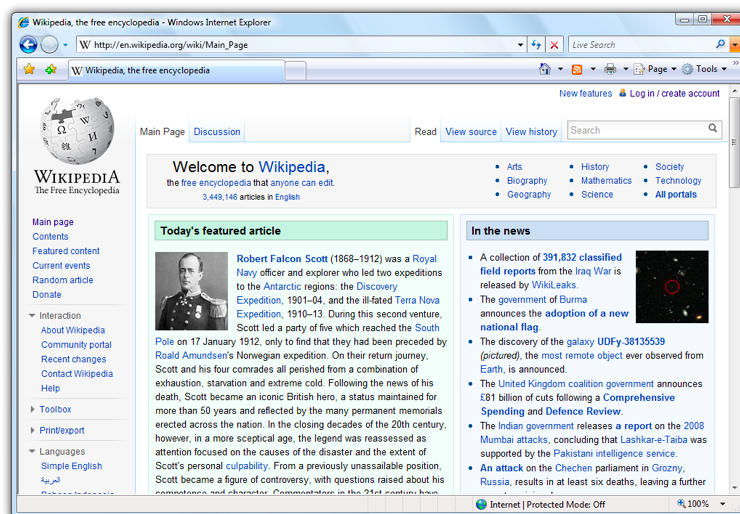 Wikipedia, the free encyclopedia - Windows Internet Explorer
W http://en.wikipedia.org/wiki/Main_Page
Live Search
W Wikipedia, the free encyclopedia
Page
Tools
New features Log in / create account
Main Page Discussion
Read View source View history
Search
WIKIPEDIA
The Free Encyclopedia
Main page
Contents
Featured content
Current events
Random article
Donate
Interaction
About Wikipedia
Community portal
Recent changes
Contact Wikipedia
Help
Toolbox
Print/export
Languages
Simple English
العربية
Bahasa Indonesia
Welcome to Wikipedia,
the free encyclopedia that anyone can edit.
3,449,146 articles in English
Arts
Biography
Geography
History
Mathematics
Science
Society
Technology
All portals
Today's featured article
Robert Falcon Scott (1868–1912) was a Royal
Navy officer and explorer who led two expeditions
to the Antarctic regions: the Discovery
Expedition, 1901–04, and the ill-fated Terra Nova
Expedition, 1910–13. During this second venture,
Scott led a party of five which reached the South
Pole on 17 January 1912, only to find that they had been preceded by
Roald Amundsen's Norwegian expedition. On their return journey,
Scott and his four comrades all perished from a combination of
exhaustion, starvation and extreme cold. Following the news of his
death, Scott became an iconic British hero, a status maintained for
more than 50 years and reflected by the many permanent memorials
erected across the nation. In the closing decades of the 20th century,
however, in a more sceptical age, the legend was reassessed as
attention focused on the causes of the disaster and the extent of
Scott's personal culpability. From a previously unassailable position,
Scott became a figure of controversy, with questions raised about his
competence and character. Commentators in the 21st century have
In the news
A collection of 391,832 classified
field reports from the Iraq War is
released by WikiLeaks.
The government of Burma
announces the adoption of a new
national flag.
The discovery of the galaxy UDFy-38135539
(pictured), the most remote object ever observed from
Earth, is announced.
The United Kingdom coalition government announces
£81 billion of cuts following a Comprehensive
Spending and Defence Review.
The Indian government releases a report on the 2008
Mumbai attacks, concluding that Lashkar-e-Taiba was
supported by the Pakistani intelligence service.
An attack on the Chechen parliament in Grozny,
Russia, results in at least six deaths, leaving a further
Internet | Protected Mode: Off
100%